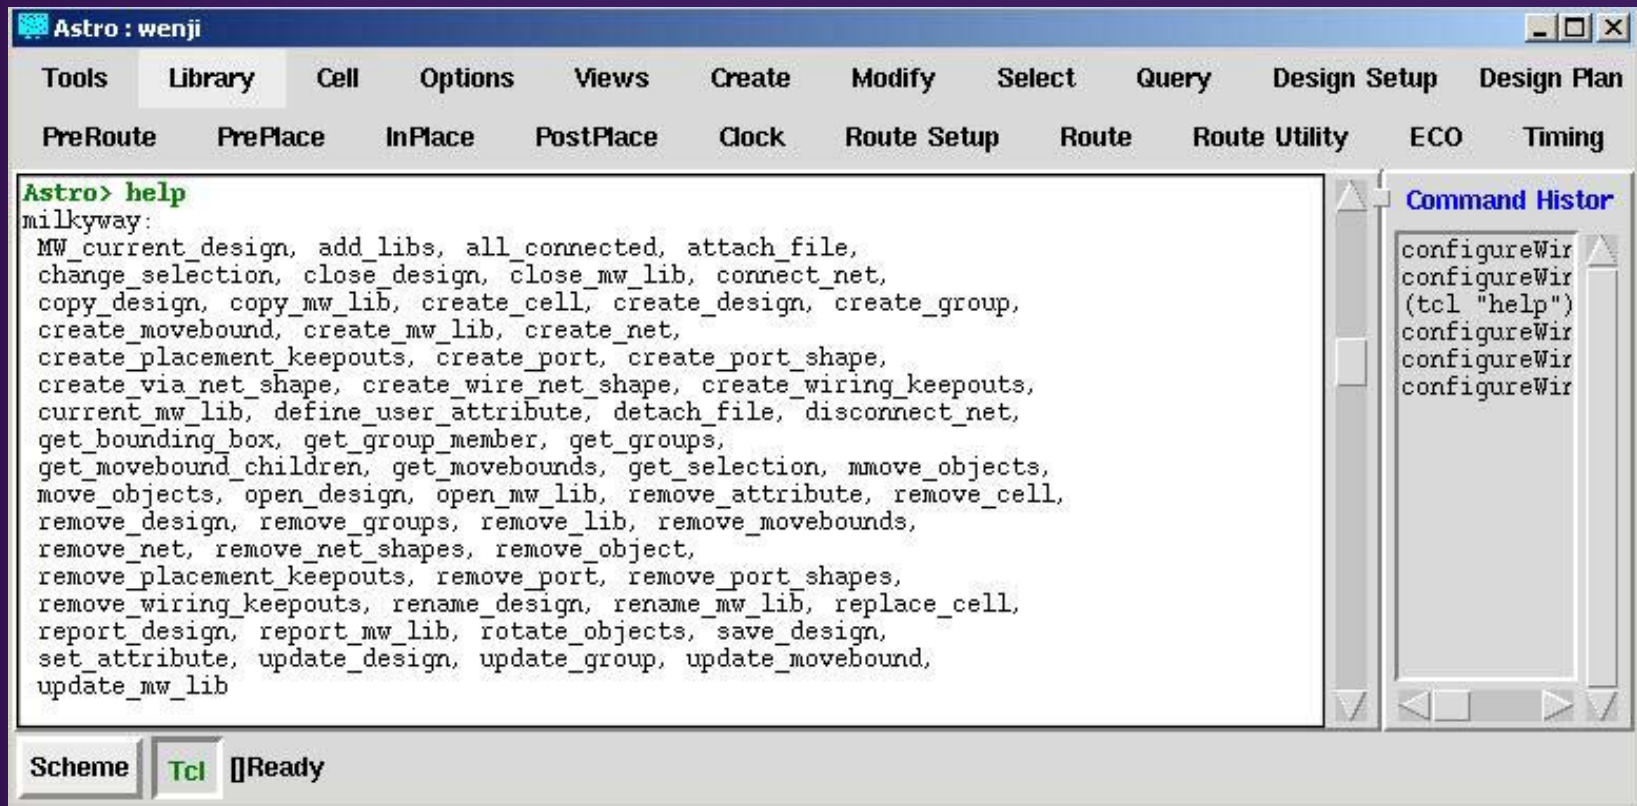 Astro : wenji
Tools Library Cell Options Views Create Modify Select Query Design Setup Design Plan
PreRoute PrePlace InPlace PostPlace Clock Route Setup Route Route Utility ECO Timing
Astro> help
milkyway:
MW_current_design, add_libs, all_connected, attach_file,
change_selection, close_design, close_mw_lib, connect_net,
copy_design, copy_mw_lib, create_cell, create_design, create_group,
create_movebound, create_mw_lib, create_net,
create_placement_keepouts, create_port, create_port_shape,
create_via_net_shape, create_wire_net_shape, create_wiring_keepouts,
current_mw_lib, define_user_attribute, detach_file, disconnect_net,
get_bounding_box, get_group_member, get_groups,
get_movebound_children, get_movebounds, get_selection, mmove_objects,
move_objects, open_design, open_mw_lib, remove_attribute, remove_cell,
remove_design, remove_groups, remove_lib, remove_movebounds,
remove_net, remove_net_shapes, remove_object,
remove_placement_keepouts, remove_port, remove_port_shapes,
remove_wiring_keepouts, rename_design, rename_mw_lib, replace_cell,
report_design, report_mw_lib, rotate_objects, save_design,
set_attribute, update_design, update_group, update_movebound,
update_mw_lib
Command Histor
configureWir
configureWir
(tcl "help")
configureWir
configureWir
configureWir
Scheme Tcl []Ready